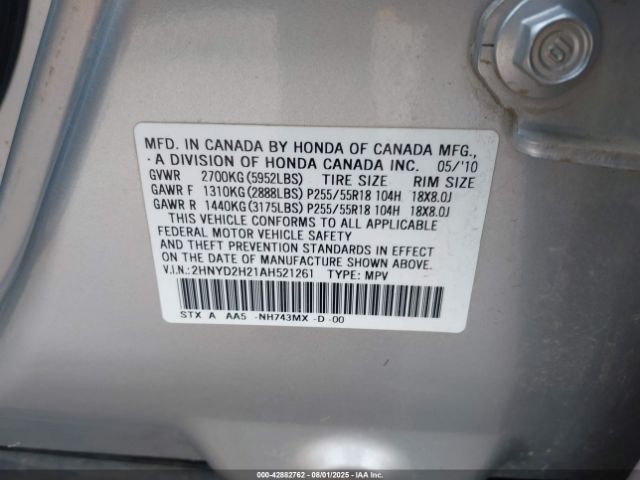 MFD. IN CANADA BY HONDA OF CANADA MFG.,
A DIVISION OF HONDA CANADA INC. 05/'10
GVWR 2700KG (5952LBS) TIRE SIZE RIM SIZE
GAWR F 1310KG (2888LBS) P255/55R18 104H 18X8.0J
GAWR R 1440KG (3175LBS) P255/55R18 104H 18X8.0J
THIS VEHICLE CONFORMS TO ALL APPLICABLE
FEDERAL MOTOR VEHICLE SAFETY
AND THEFT PREVENTION STANDARDS IN EFFECT
ON THE DATE OF MANUFACTURE SHOWN ABOVE.
V.I.N.: 2HNYD2H21AH521261 TYPE: MPV
STX A AA5 -NH743MX -D -00
000-42882762 - 08/01/2025 - IAA Inc.